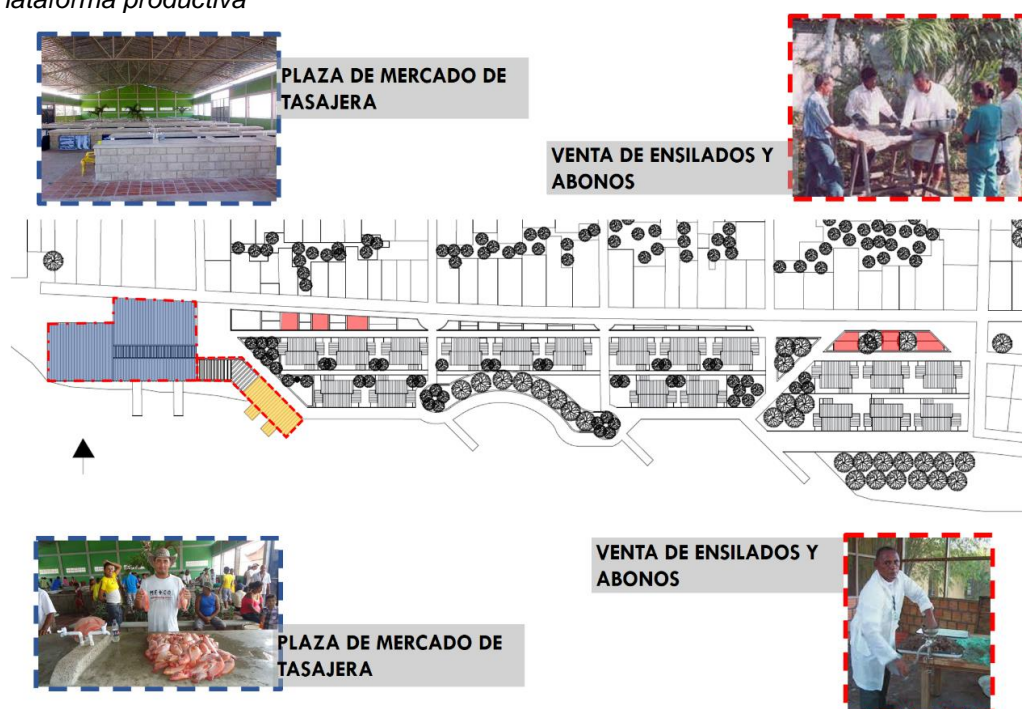 Plataforma productiva
PLAZA DE MERCADO DE
TASAJERA
VENTA DE ENSILADOS Y
ABONOS
VENTA DE ENSILADOS Y
ABONOS
PLAZA DE MERCADO DE
TASAJERA